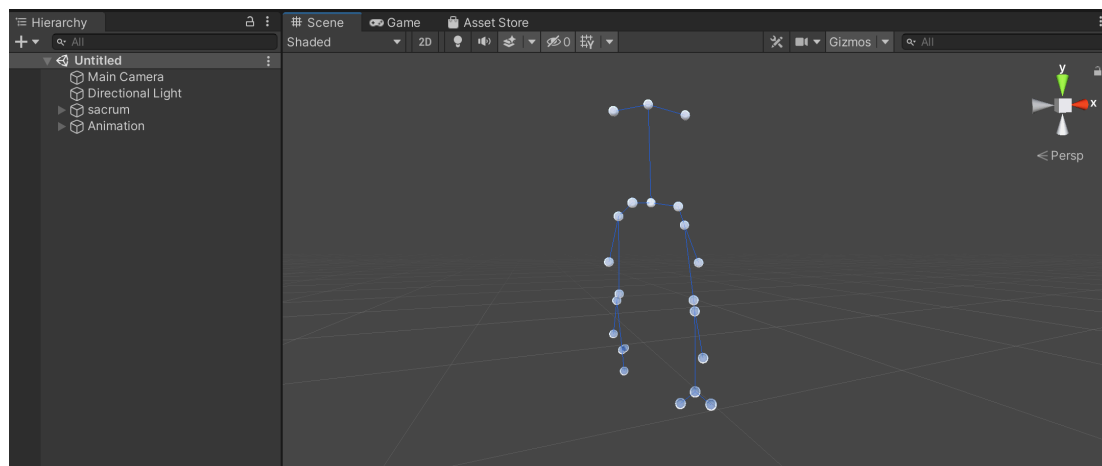 Hierarchy
All
Untitled
Main Camera
Directional Light
sacrum
Animation
Scene Game Asset Store
Shaded 2D 0 Gizmos All
y
x
Persp